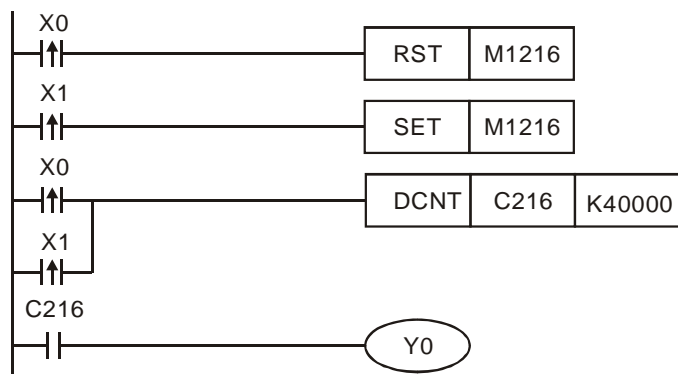 X0
RST M1216
X1
SET M1216
X0
DCNT C216 K40000
X1
C216
Y0